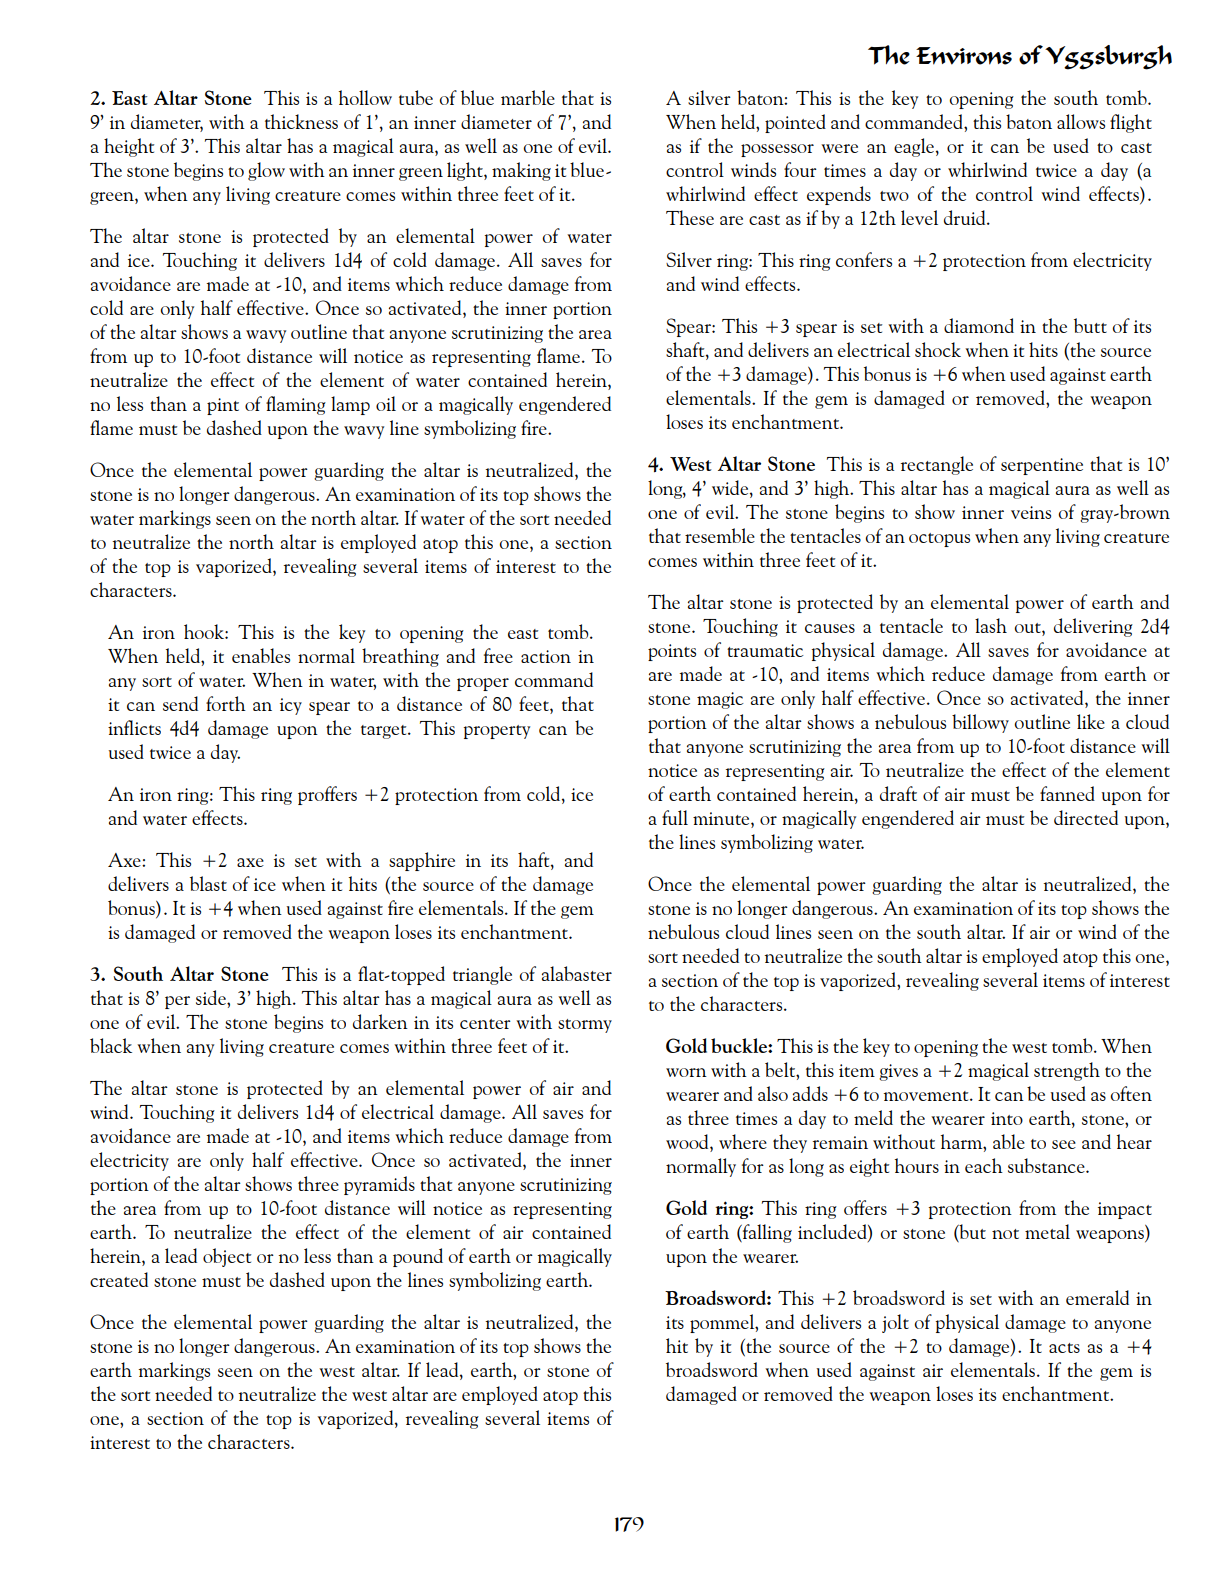 The Environs of Yggsburgh
2. East Altar Stone This is a hollow tube of blue marble that is
9’ in diameter, with a thickness of 1’, an inner diameter of 7’, and
a height of 3’. This altar has a magical aura, as well as one of evil.
The stone begins to glow with an inner green light, making it blue-
green, when any living creature comes within three feet of it.
The altar stone is protected by an elemental power of water
and ice. Touching it delivers 1d4 of cold damage. All saves for
avoidance are made at -10, and items which reduce damage from
cold are only half effective. Once so activated, the inner portion
of the altar shows a wavy outline that anyone scrutinizing the area
from up to 10-foot distance will notice as representing flame. To
neutralize the effect of the element of water contained herein,
no less than a pint of flaming lamp oil or a magically engendered
flame must be dashed upon the wavy line symbolizing fire.
Once the elemental power guarding the altar is neutralized, the
stone is no longer dangerous. An examination of its top shows the
water markings seen on the north altar. If water of the sort needed
to neutralize the north altar is employed atop this one, a section
of the top is vaporized, revealing several items of interest to the
characters.
An iron hook: This is the key to opening the east tomb.
When held, it enables normal breathing and free action in
any sort of water. When in water, with the proper command
it can send forth an icy spear to a distance of 80 feet, that
inflicts 4d4 damage upon the target. This property can be
used twice a day.
An iron ring: This ring proffers +2 protection from cold, ice
and water effects.
Axe: This +2 axe is set with a sapphire in its haft, and
delivers a blast of ice when it hits (the source of the damage
bonus). It is +4 when used against fire elementals. If the gem
is damaged or removed the weapon loses its enchantment.
3. South Altar Stone This is a flat-topped triangle of alabaster
that is 8’ per side, 3’ high. This altar has a magical aura as well as
one of evil. The stone begins to darken in its center with stormy
black when any living creature comes within three feet of it.
The altar stone is protected by an elemental power of air and
wind. Touching it delivers 1d4 of electrical damage. All saves for
avoidance are made at -10, and items which reduce damage from
electricity are only half effective. Once so activated, the inner
portion of the altar shows three pyramids that anyone scrutinizing
the area from up to 10-foot distance will notice as representing
earth. To neutralize the effect of the element of air contained
herein, a lead object or no less than a pound of earth or magically
created stone must be dashed upon the lines symbolizing earth.
Once the elemental power guarding the altar is neutralized, the
stone is no longer dangerous. An examination of its top shows the
earth markings seen on the west altar. If lead, earth, or stone of
the sort needed to neutralize the west altar are employed atop this
one, a section of the top is vaporized, revealing several items of
interest to the characters.
A silver baton: This is the key to opening the south tomb.
When held, pointed and commanded, this baton allows flight
as if the possessor were an eagle, or it can be used to cast
control winds four times a day or whirlwind twice a day (a
whirlwind effect expends two of the control wind effects).
These are cast as if by a 12th level druid.
Silver ring: This ring confers a +2 protection from electricity
and wind effects.
Spear: This +3 spear is set with a diamond in the butt of its
shaft, and delivers an electrical shock when it hits (the source
of the +3 damage). This bonus is +6 when used against earth
elementals. If the gem is damaged or removed, the weapon
loses its enchantment.
4. West Altar Stone This is a rectangle of serpentine that is 10’
long, 4’ wide, and 3’ high. This altar has a magical aura as well as
one of evil. The stone begins to show inner veins of gray-brown
that resemble the tentacles of an octopus when any living creature
comes within three feet of it.
The altar stone is protected by an elemental power of earth and
stone. Touching it causes a tentacle to lash out, delivering 2d4
points of traumatic physical damage. All saves for avoidance at
are made at -10, and items which reduce damage from earth or
stone magic are only half effective. Once so activated, the inner
portion of the altar shows a nebulous billowy outline like a cloud
that anyone scrutinizing the area from up to 10-foot distance will
notice as representing air. To neutralize the effect of the element
of earth contained herein, a draft of air must be fanned upon for
a full minute, or magically engendered air must be directed upon,
the lines symbolizing water.
Once the elemental power guarding the altar is neutralized, the
stone is no longer dangerous. An examination of its top shows the
nebulous cloud lines seen on the south altar. If air or wind of the
sort needed to neutralize the south altar is employed atop this one,
a section of the top is vaporized, revealing several items of interest
to the characters.
Gold buckle: This is the key to opening the west tomb. When
worn with a belt, this item gives a +2 magical strength to the
wearer and also adds +6 to movement. It can be used as often
as three times a day to meld the wearer into earth, stone, or
wood, where they remain without harm, able to see and hear
normally for as long as eight hours in each substance.
Gold ring: This ring offers +3 protection from the impact
of earth (falling included) or stone (but not metal weapons)
upon the wearer.
Broadsword: This +2 broadsword is set with an emerald in
its pommel, and delivers a jolt of physical damage to anyone
hit by it (the source of the +2 to damage). It acts as a +4
broadsword when used against air elementals. If the gem is
damaged or removed the weapon loses its enchantment.
179